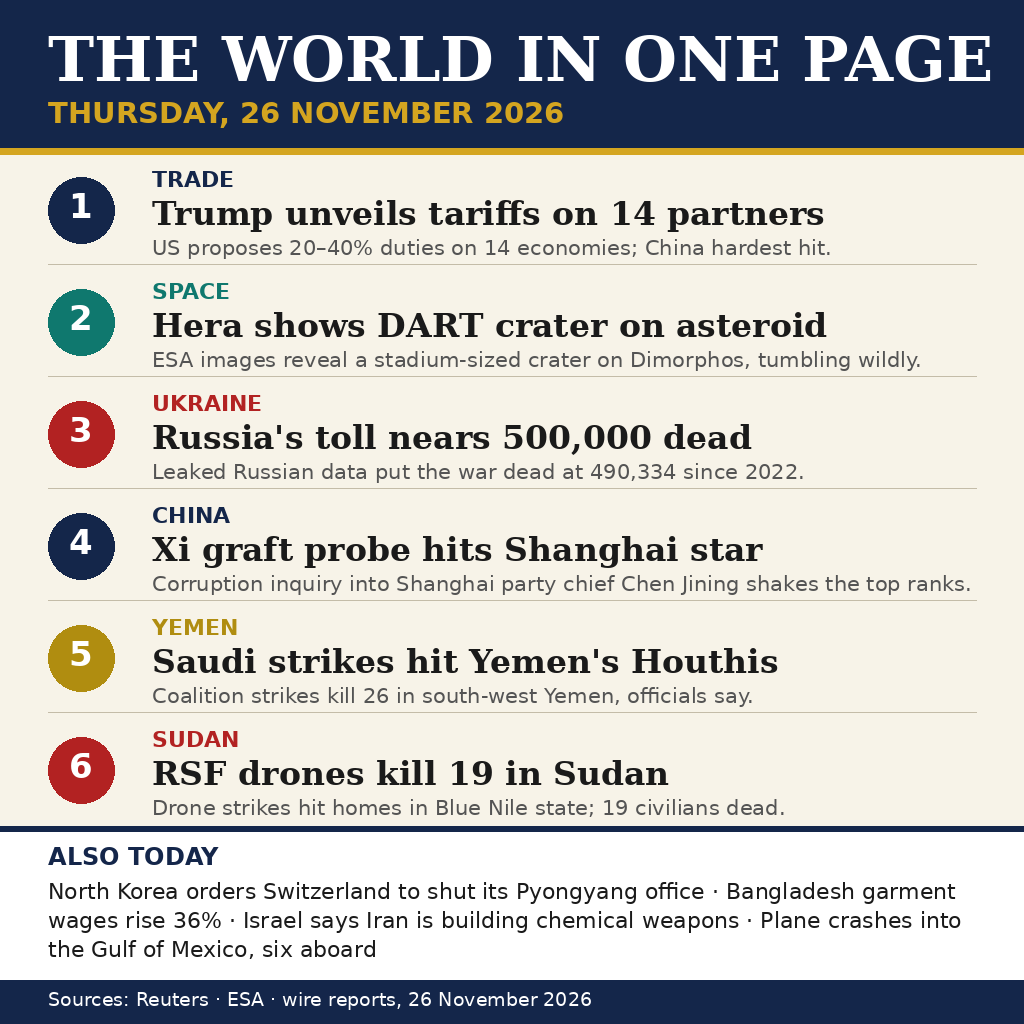 THE WORLD IN ONE PAGE
THURSDAY, 26 NOVEMBER 2026
1
TRADE
Trump unveils tariffs on 14 partners
US proposes 20–40% duties on 14 economies; China hardest hit.
2
SPACE
Hera shows DART crater on asteroid
ESA images reveal a stadium-sized crater on Dimorphos, tumbling wildly.
3
UKRAINE
Russia's toll nears 500,000 dead
Leaked Russian data put the war dead at 490,334 since 2022.
4
CHINA
Xi graft probe hits Shanghai star
Corruption inquiry into Shanghai party chief Chen Jining shakes the top ranks.
5
YEMEN
Saudi strikes hit Yemen's Houthis
Coalition strikes kill 26 in south-west Yemen, officials say.
6
SUDAN
RSF drones kill 19 in Sudan
Drone strikes hit homes in Blue Nile state; 19 civilians dead.
ALSO TODAY
North Korea orders Switzerland to shut its Pyongyang office · Bangladesh garment
wages rise 36% · Israel says Iran is building chemical weapons · Plane crashes into
the Gulf of Mexico, six aboard
Sources: Reuters · ESA · wire reports, 26 November 2026